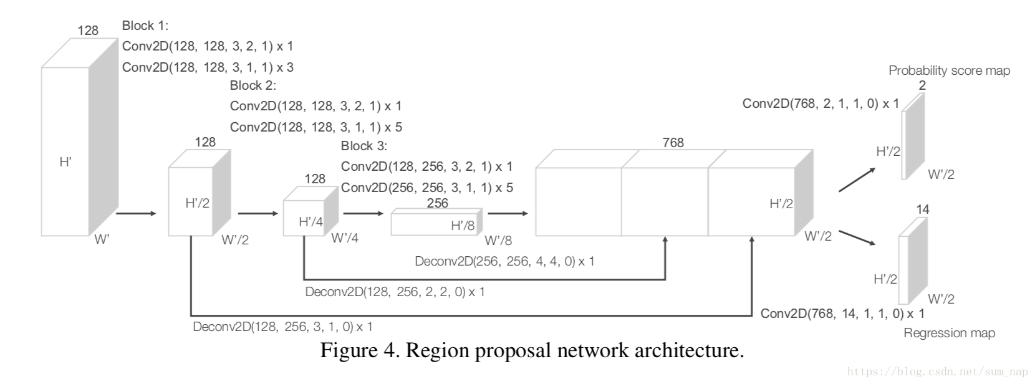 128
Block 1:
Conv2D(128, 128, 3, 2, 1) x 1
Conv2D(128, 128, 3, 1, 1) x 3
Block 2:
Conv2D(128, 128, 3, 2, 1) x 1
Conv2D(128, 128, 3, 1, 1) x 5
Block 3:
Conv2D(128, 256, 3, 2, 1) x 1
Conv2D(256, 256, 3, 1, 1) x 5
H'
W'
128
H'/2
W'/2
128
H'/4
W'/4
256
H'/8
W'/8
768
H'/2
W'/2
Deconv2D(256, 256, 4, 4, 0) x 1
Deconv2D(128, 256, 2, 2, 0) x 1
Deconv2D(128, 256, 3, 1, 0) x 1
Probability score map
2
Conv2D(768, 2, 1, 1, 0) x 1
H'/2
W'/2
14
H'/2
W'/2
Conv2D(768, 14, 1, 1, 0) x 1
Regression map
Figure 4. Region proposal network architecture.
https://blog.csdn.net/sum_nap